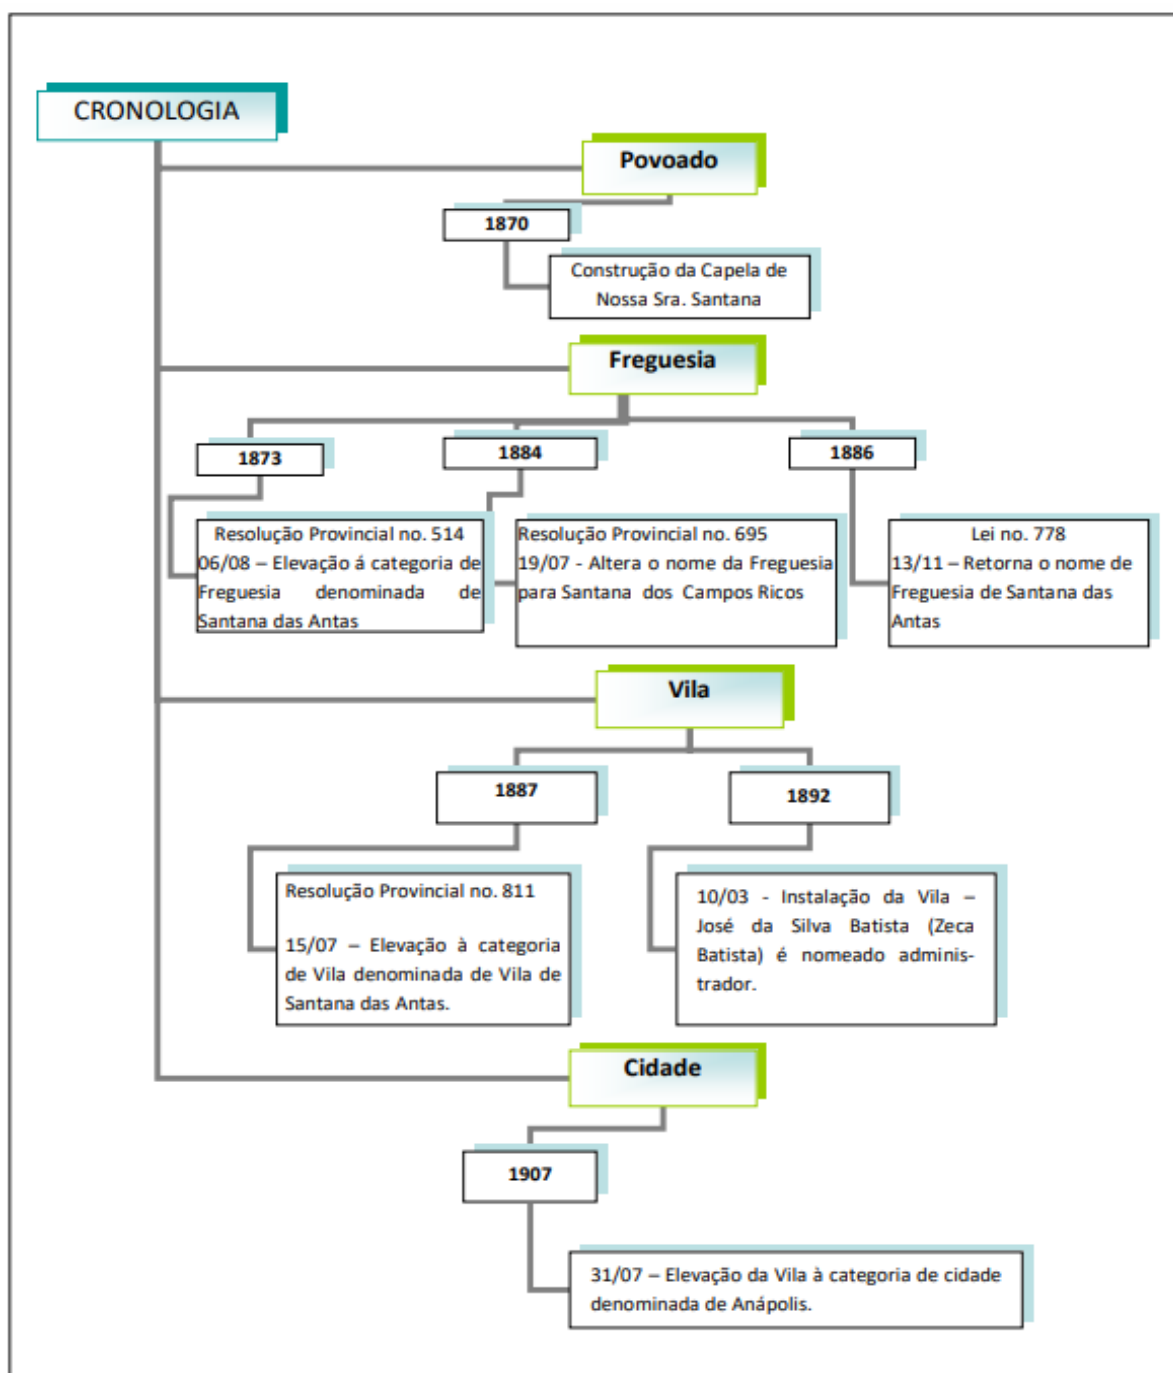 CRONOLOGIA
Povoado
1870
Construção da Capela de
Nossa Sra. Santana
Freguesia
1873
1884
1886
Resolução Provincial no. 514
06/08 – Elevação á categoria de
Freguesia denominada de
Santana das Antas
Resolução Provincial no. 695
19/07 - Altera o nome da Freguesia
para Santana dos Campos Ricos
Lei no. 778
13/11 – Retorna o nome de
Freguesia de Santana das
Antas
Vila
1887
1892
Resolução Provincial no. 811
15/07 – Elevação à categoria
de Vila denominada de Vila de
Santana das Antas.
10/03 - Instalação da Vila –
José da Silva Batista (Zeca
Batista) é nomeado adminis-
trador.
Cidade
1907
31/07 – Elevação da Vila à categoria de cidade
denominada de Anápolis.